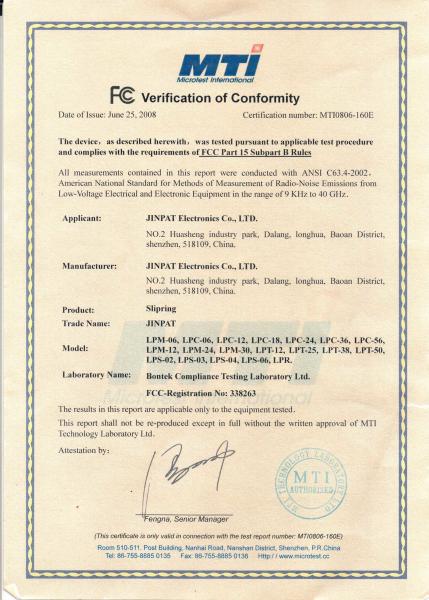 MTI
Microtest International
FC Verification of Conformity
Date of Issue: June 25, 2008 Certification number: MTI0806-160E
The device, as described herewith, was tested pursuant to applicable test procedure
and complies with the requirements of FCC Part 15 Subpart B Rules
All measurements contained in this report were conducted with ANSI C63.4-2002,
American National Standard for Methods of Measurement of Radio-Noise Emissions from
Low-Voltage Electrical and Electronic Equipment in the range of 9 KHz to 40 GHz.
Applicant: JINPAT Electronics Co., LTD.
NO.2 Huasheng industry park, Dalang, longhua, Baoan District,
shenzhen, 518109, China.
Manufacturer: JINPAT Electronics Co., LTD.
NO.2 Huasheng industry park, Dalang, longhua, Baoan District,
shenzhen, 518109, China.
Product: Slipring
Trade Name: JINPAT
LPM-06, LPC-06, LPC-12, LPC-18, LPC-24, LPC-36, LPC-56,
Model: LPM-12, LPM-24, LPM-30, LPT-12, LPT-25, LPT-38, LPT-50,
LPS-02, LPS-03, LPS-04, LPS-06, LPR.
Laboratory Name: Bontek Compliance Testing Laboratory Ltd.
FCC-Registration No: 338263
The results in this report are applicable only to the equipment tested.
This report shall not be re-produced except in full without the written approval of MTI
Technology Laboratory Ltd.
Attestation by:
MTI TECHNOLOGY LABORATORY LTD.
MTI
AUTHORISED
Fengna, Senior Manager
(This certificate is only valid in connection with the test report number: MTI0806-160E)
Room 510-511, Post Building, Nanhai Road, Nanshan District, Shenzhen, P.R.China
Tel: 86-755-8885 0135 Fax: 86-755-8885 0136 Http:// www.microtest.cc